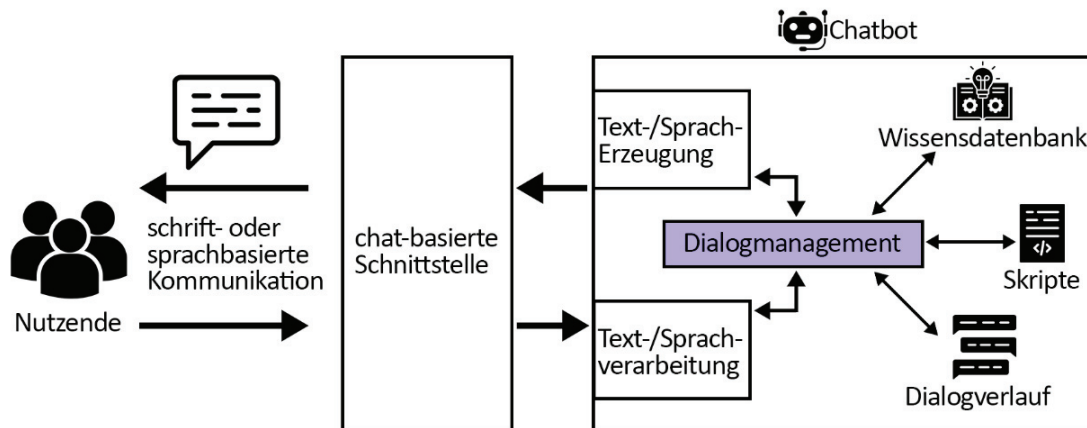 Chatbot
Text-/Sprach-
Erzeugung
Wissensdatenbank
schrift- oder
sprachbasierte
Kommunikation
chat-basierte
Schnittstelle
Dialogmanagement
Skripte
Nutzende
Text-/Sprach-
verarbeitung
Dialogverlauf